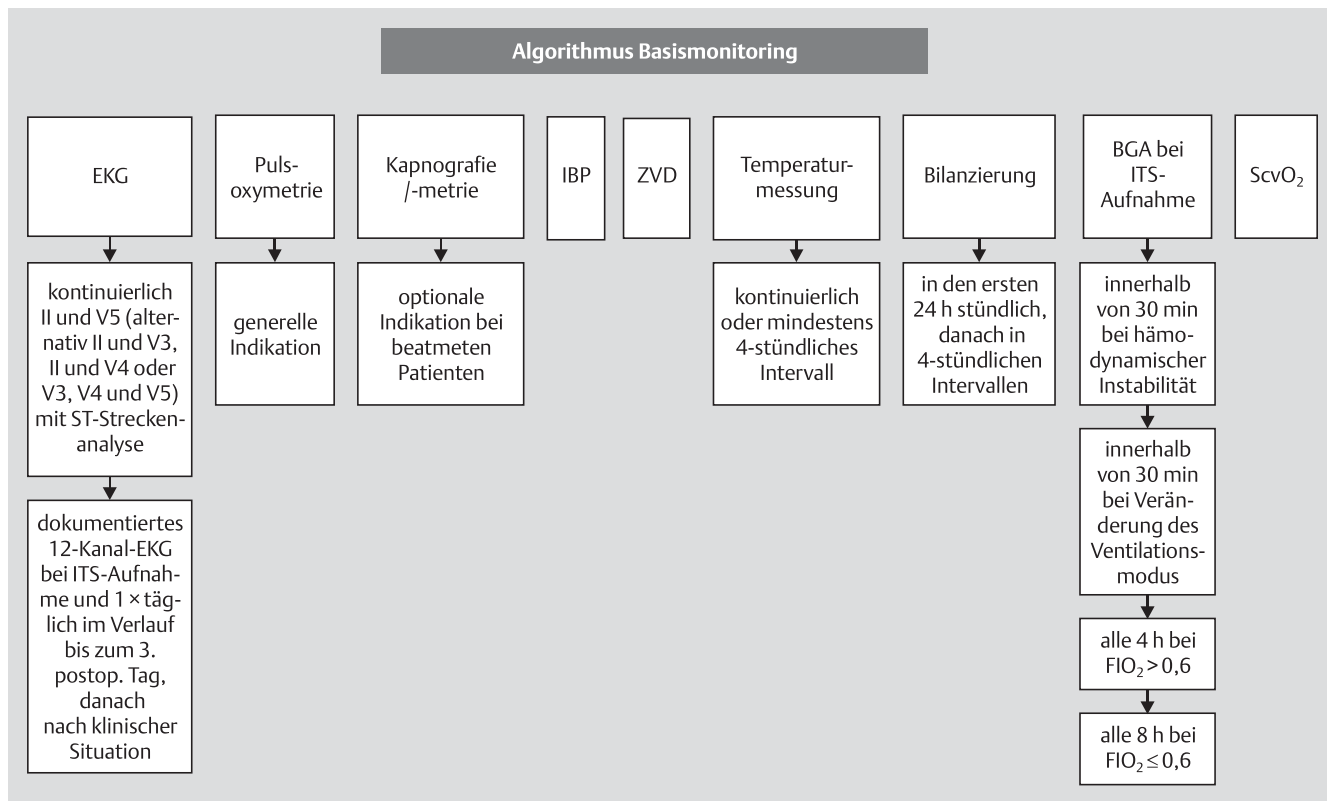 Algorithmus Basismonitoring
EKG
kontinuierlich
II und V5 (alter-
nativ II und V3,
II und V4 oder
V3, V4 und V5)
mit ST-Strecken-
analyse
dokumentiertes
12-Kanal-EKG
bei ITS-Aufnah-
me und 1 × täg-
lich im Verlauf
bis zum 3.
postop. Tag,
danach
nach klinischer
Situation
Puls-
oxymetrie
generelle
Indikation
Kapnografie
/-metrie
optionale
Indikation bei
beatmeten
Patienten
IBP
ZVD
Temperatur-
messung
kontinuierlich
oder mindestens
4-stündliches
Intervall
Bilanzierung
in den ersten
24 h stündlich,
danach in
4-stündlichen
Intervallen
BGA bei
ITS-
Aufnahme
innerhalb
von 30 min
bei hämo-
dynamischer
Instabilität
innerhalb
von 30 min
bei Verän-
derung des
Ventilations-
modus
alle 4 h bei
FIO₂ > 0,6
alle 8 h bei
FIO₂ ≤ 0,6
ScvO₂